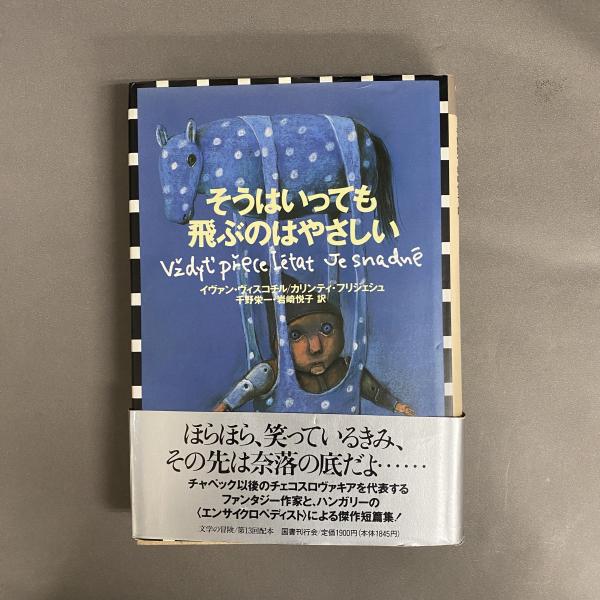 そうはいっても
飛ぶのはやさしい
Vždyť přece létat je snadné
イヴァン・ヴィスコチル/カリンティ・フリジェシュ
千野栄一・岩崎悦子 訳
ほらほら、笑っているきみ、
その先は奈落の底だよ……
チャペック以後のチェコスロヴァキアを代表する
ファンタジー作家と、ハンガリーの
〈エンサイクロペディスト〉による傑作短篇集!
文学の冒険/第13回配本 国書刊行会/定価1900円(本体1845円)